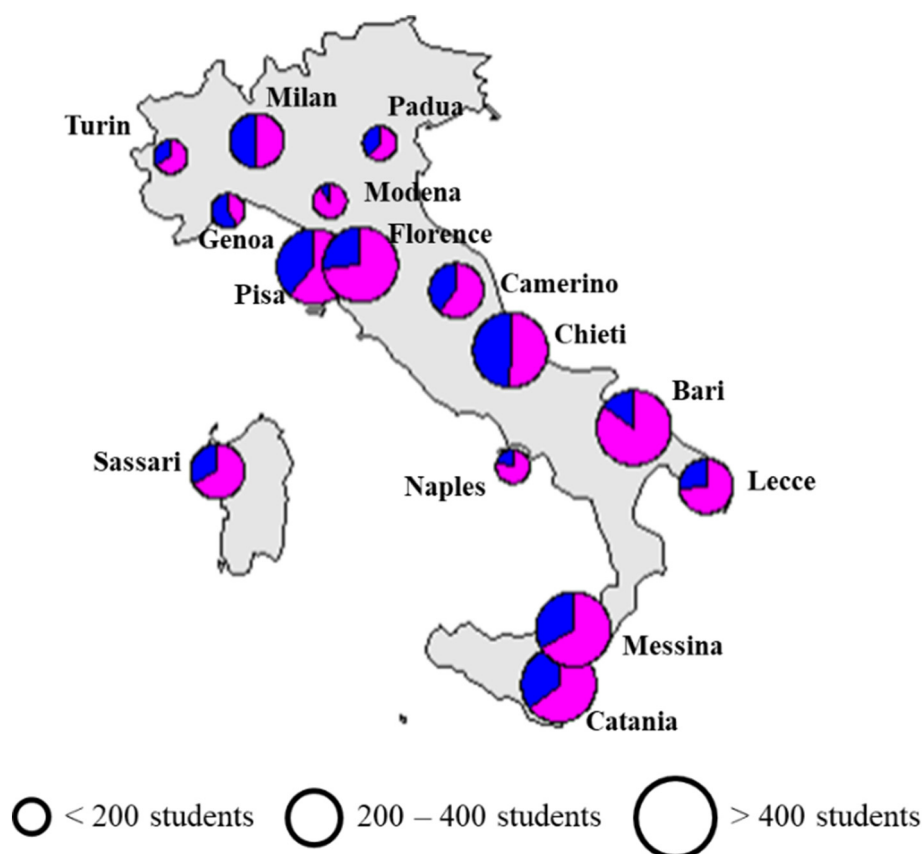 Milan
Padua
Turin
Modena
Genoa
Florence
Pisa
Camerino
Chieti
Bari
Sassari
Naples
Lecce
Messina
Catania
< 200 students
200 – 400 students
> 400 students